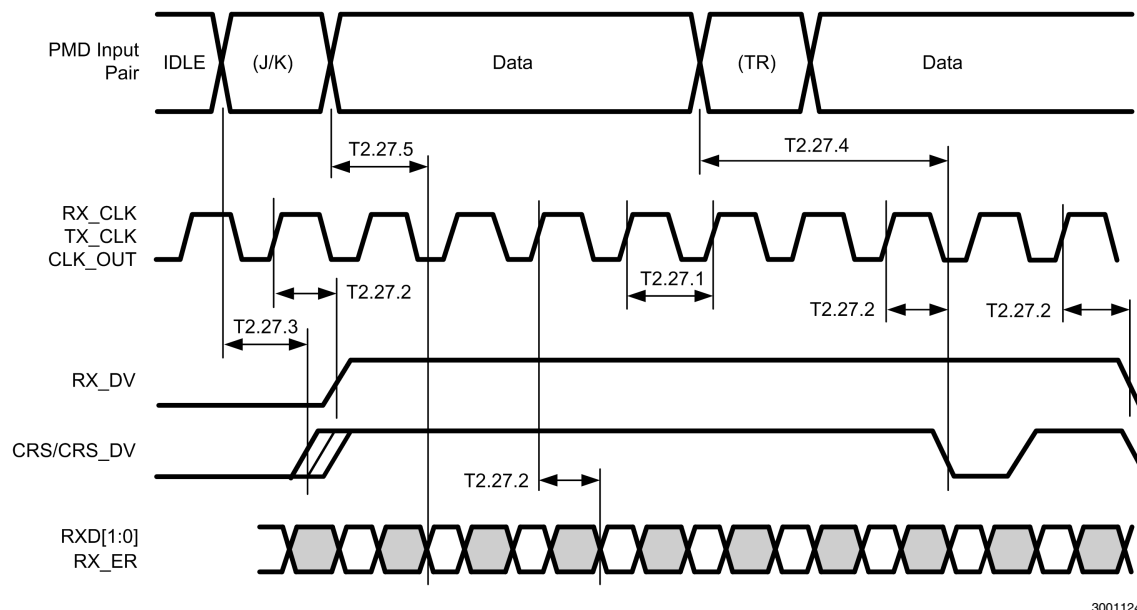 PMD Input
Pair
IDLE
(J/K)
Data
(TR)
Data
T2.27.5
T2.27.4
RX_CLK
TX_CLK
CLK_OUT
T2.27.2
T2.27.1
T2.27.2
T2.27.2
T2.27.3
RX_DV
CRS/CRS_DV
T2.27.2
RXD[1:0]
RX_ER